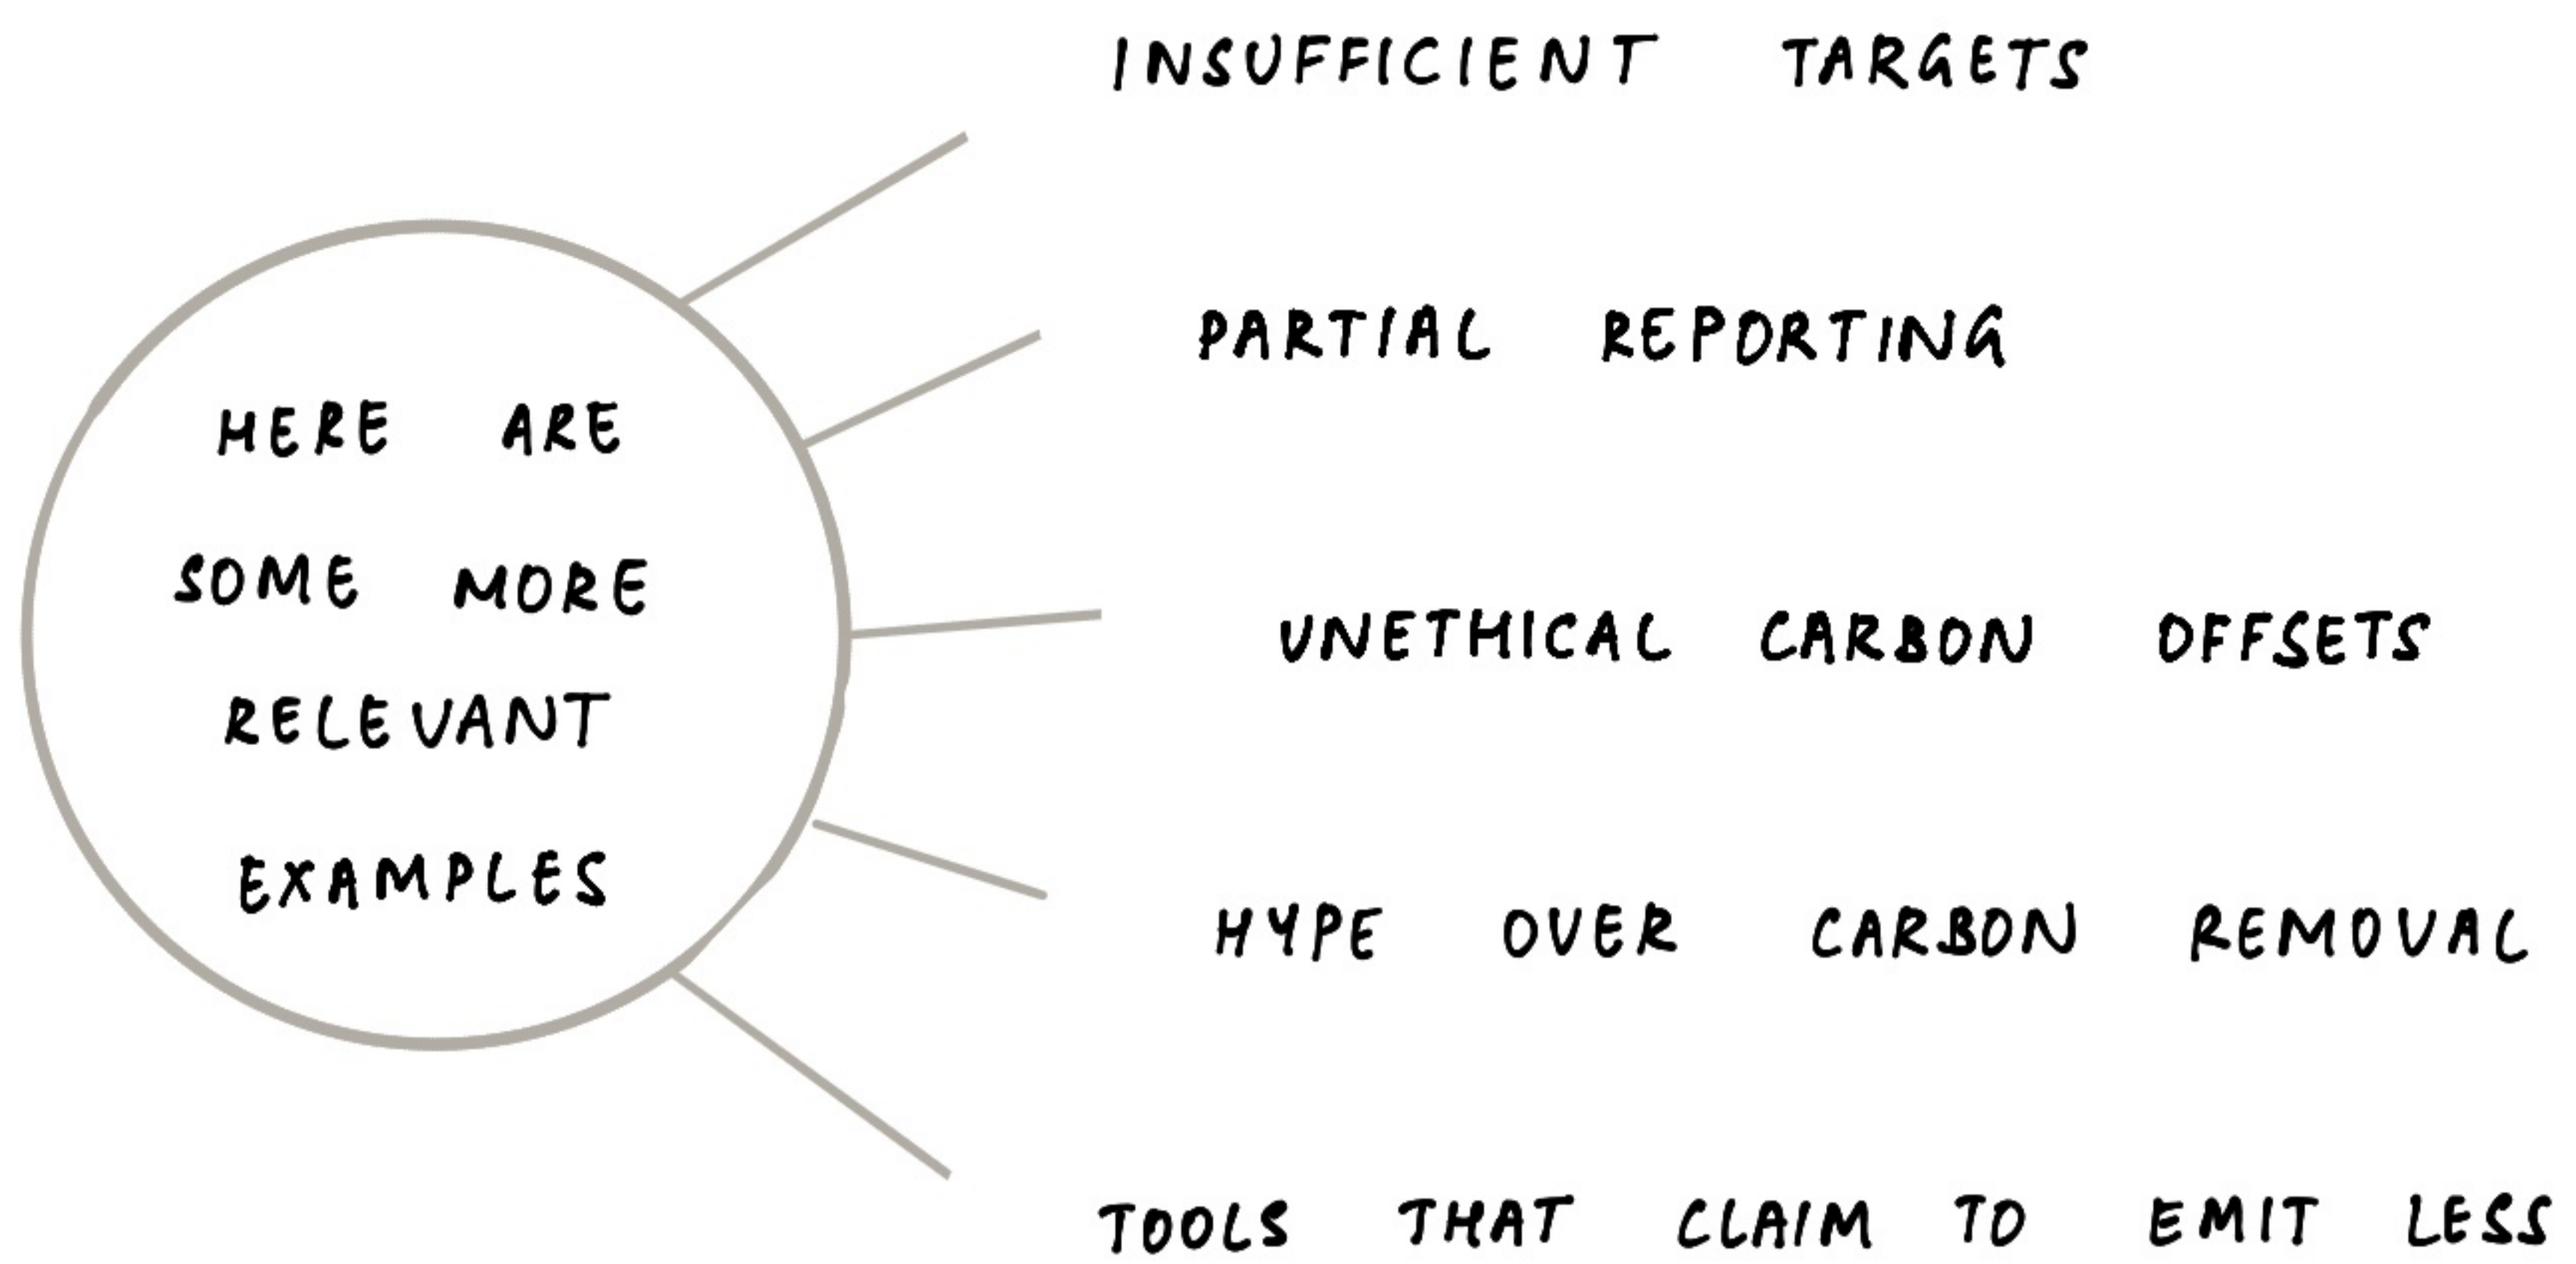 HERE ARE
SOME MORE
RELEVANT
EXAMPLES
INSUFFICIENT TARGETS
PARTIAL REPORTING
UNETHICAL CARBON OFFSETS
HYPE OVER CARBON REMOVAL
TOOLS THAT CLAIM TO EMIT LESS